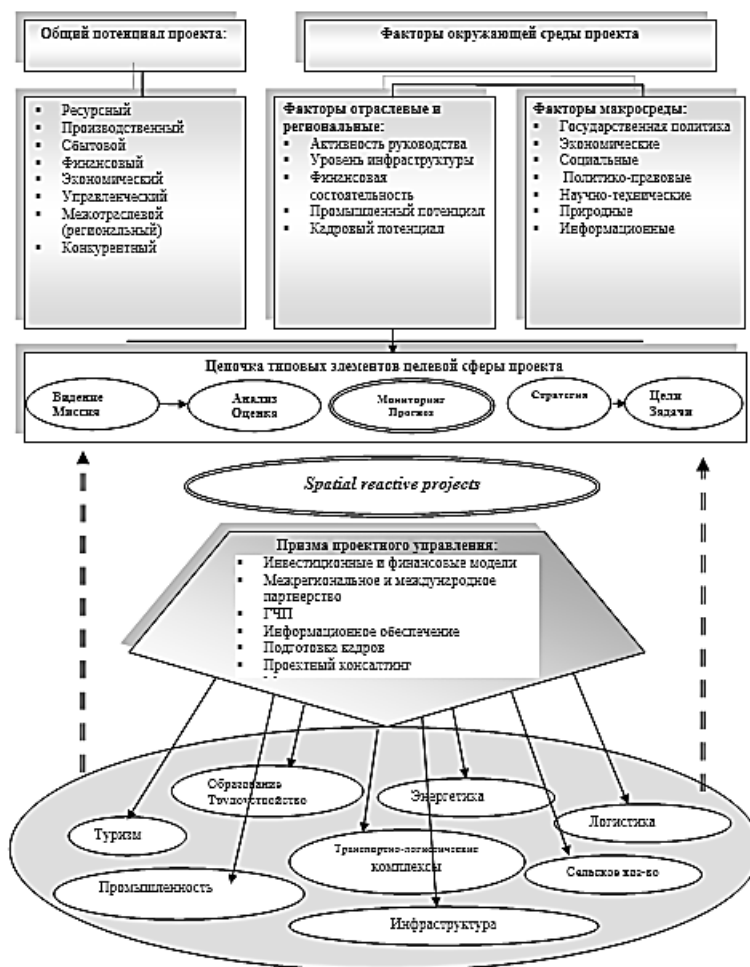 Общий потенциал проекта:
Факторы окружающей среды проекта
Ресурсный
Производственный
Сбытовой
Финансовый
Экономический
Управленческий
Межотраслевой
(региональный)
Конкурентный
Факторы отраслевые и
региональные:
Активность руководства
Уровень инфраструктуры
Финансовая
состоятельность
Промышленный потенциал
Кадровый потенциал
Факторы макросреды:
Государственная политика
Экономические
Социальные
Политико-правовые
Научно-технические
Природные
Информационные
Цепочка типовых элементов целевой сферы проекта
Видение
Миссия
Анализ
Оценка
Мониторинг
Прогноз
Стратегия
Цели
Задачи
Spatial reactive projects
Призма проектного управления:
Инвестиционные и финансовые модели
Межрегиональное и международное
партнерство
ГЧП
Информационное обеспечение
Подготовка кадров
Проектный консалтинг
Образование
Трудоустройство
Энергетика
Туризм
Логистика
Транспортно-логистические
комплексы
Сельское хоз-во
Промышленность
Инфраструктура